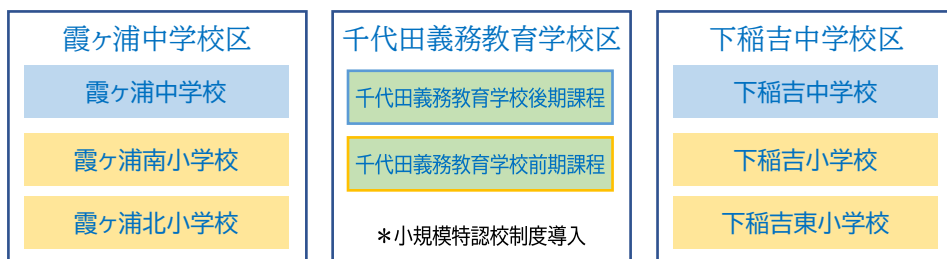 霞ヶ浦中学校区
霞ヶ浦中学校
霞ヶ浦南小学校
霞ヶ浦北小学校
千代田義務教育学校区
千代田義務教育学校後期課程
千代田義務教育学校前期課程
＊小規模特認校制度導入
下稲吉中学校区
下稲吉中学校
下稲吉小学校
下稲吉東小学校